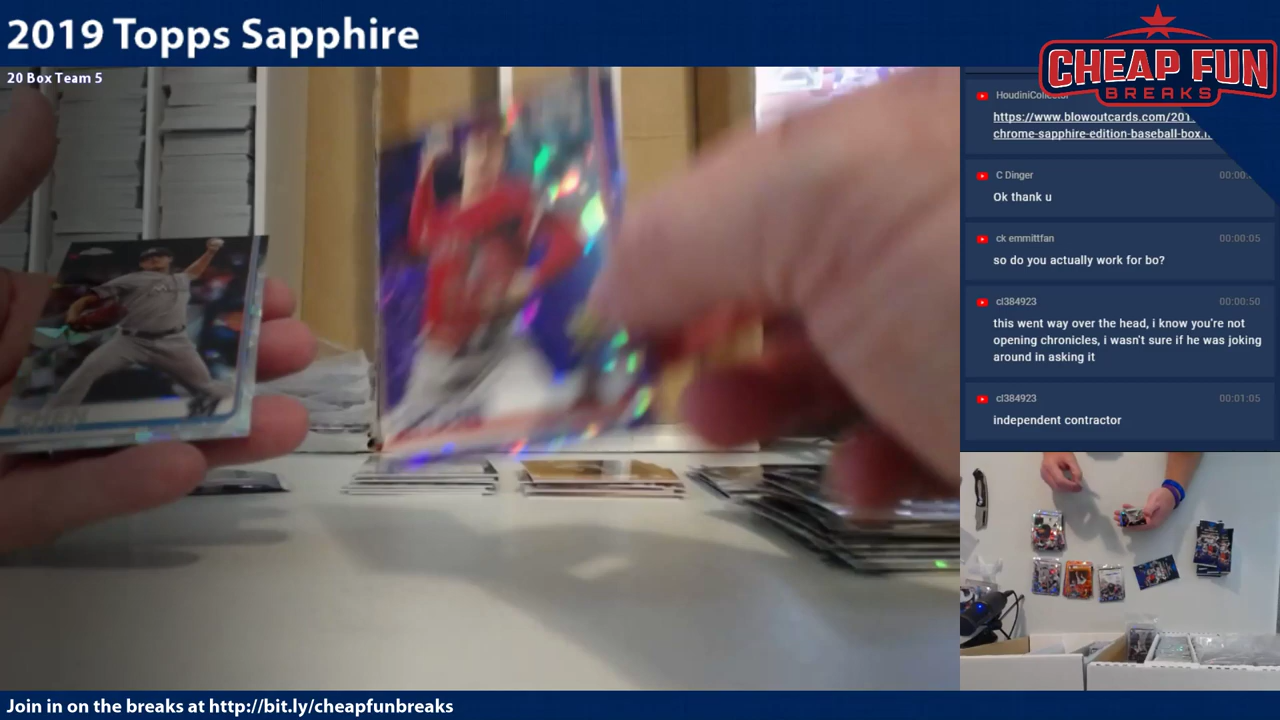 2019 Topps Sapphire
20 Box Team 5
CHEAP FUN
BREAKS
https://www.blowoutcards.com/201
chrome-sapphire-edition-baseball-box.
C Dinger
Ok thank u
ck emmittfan
00:00:05
so do you actually work for bo?
cl384923
00:00:50
this went way over the head, i know you're not
opening chronicles, i wasn't sure if he was joking
around in asking it
cl384923
00:01:05
independent contractor
Join in on the breaks at http://bit.ly/cheapfunbreaks